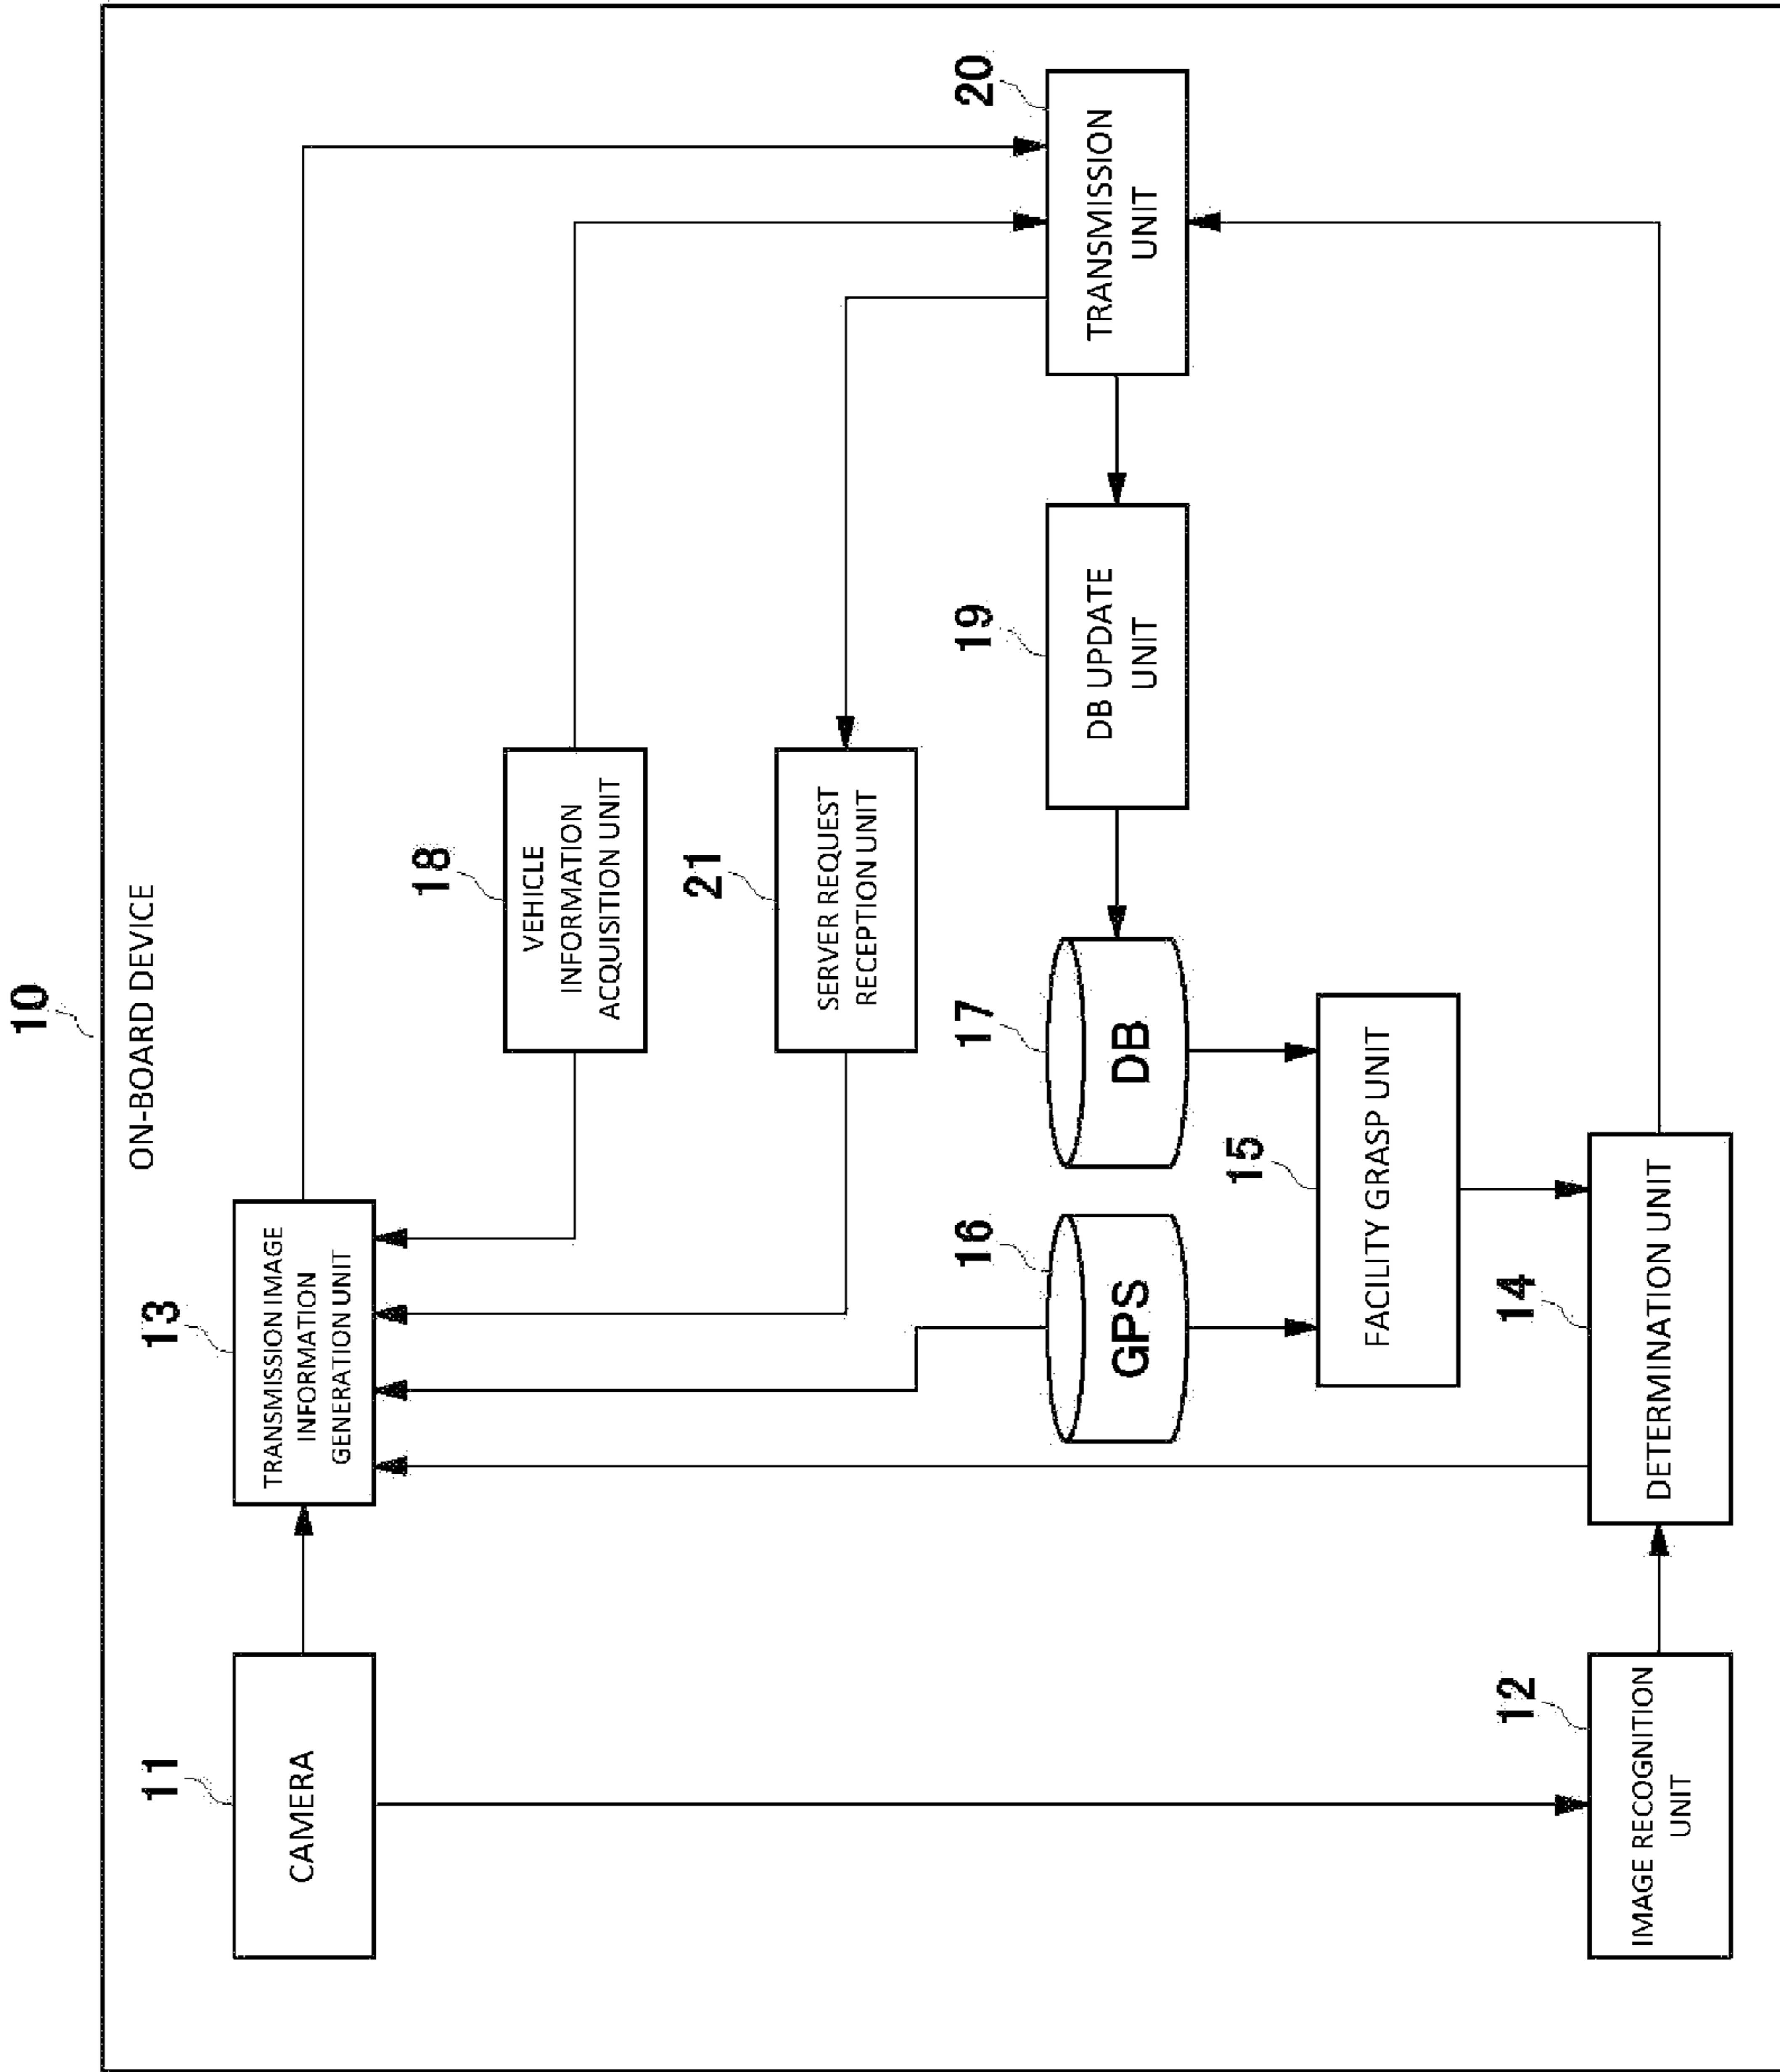 10
ON-BOARD DEVICE
11
CAMERA
13
TRANSMISSION IMAGE
INFORMATION
GENERATION UNIT
18
VEHICLE
INFORMATION
ACQUISITION UNIT
21
SERVER REQUEST
RECEPTION UNIT
16
GPS
17
DB
19
DB UPDATE
UNIT
20
TRANSMISSION
UNIT
15
FACILITY GRASP UNIT
12
IMAGE RECOGNITION
UNIT
14
DETERMINATION UNIT